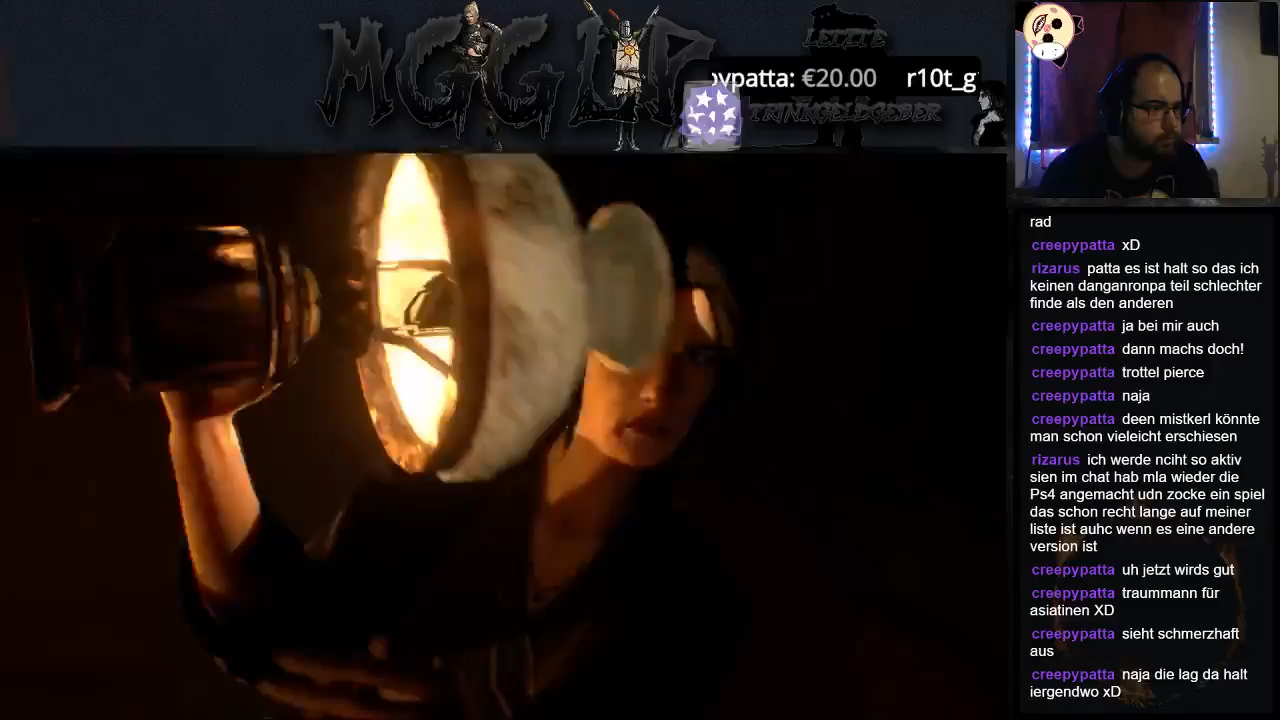 MGGLP
LETZTE
ypatta: €20.00 r10t_g
TRINKGELDGEBER
rad
creepypatta xD
rizarus patta es ist halt so das ich
keinen danganronpa teil schlechter
finde als den anderen
creepypatta ja bei mir auch
creepypatta dann machs doch!
creepypatta trottel pierce
creepypatta naja
creepypatta deen mistkerl könnte
man schon vieleicht erschiesen
rizarus ich werde nciht so aktiv
sien im chat hab mla wieder die
Ps4 angemacht udn zocke ein spiel
das schon recht lange auf meiner
liste ist auhc wenn es eine andere
version ist
creepypatta uh jetzt wirds gut
creepypatta traummann für
asiatinen XD
creepypatta sieht schmerzhaft
aus
creepypatta naja die lag da halt
iergendwo xD